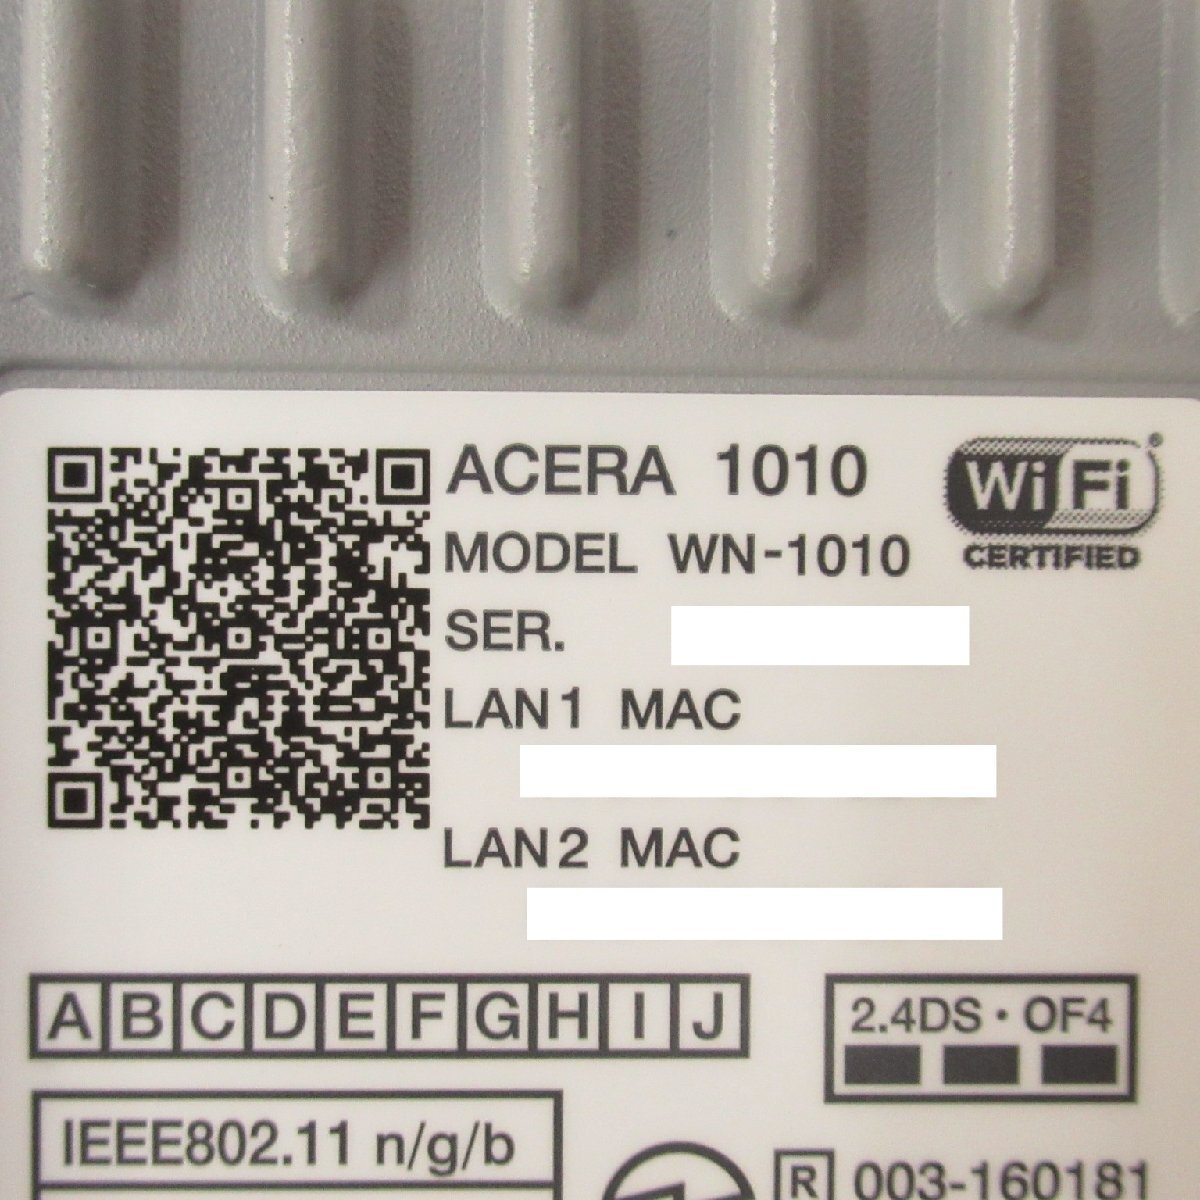 ACERA 1010
WiFi®
CERTIFIED
MODEL WN-1010
SER.
LAN1 MAC
LAN2 MAC
A B C D E F G H I J
2.4DS・OF4
IEEE802.11 n/g/b
R 003-160181